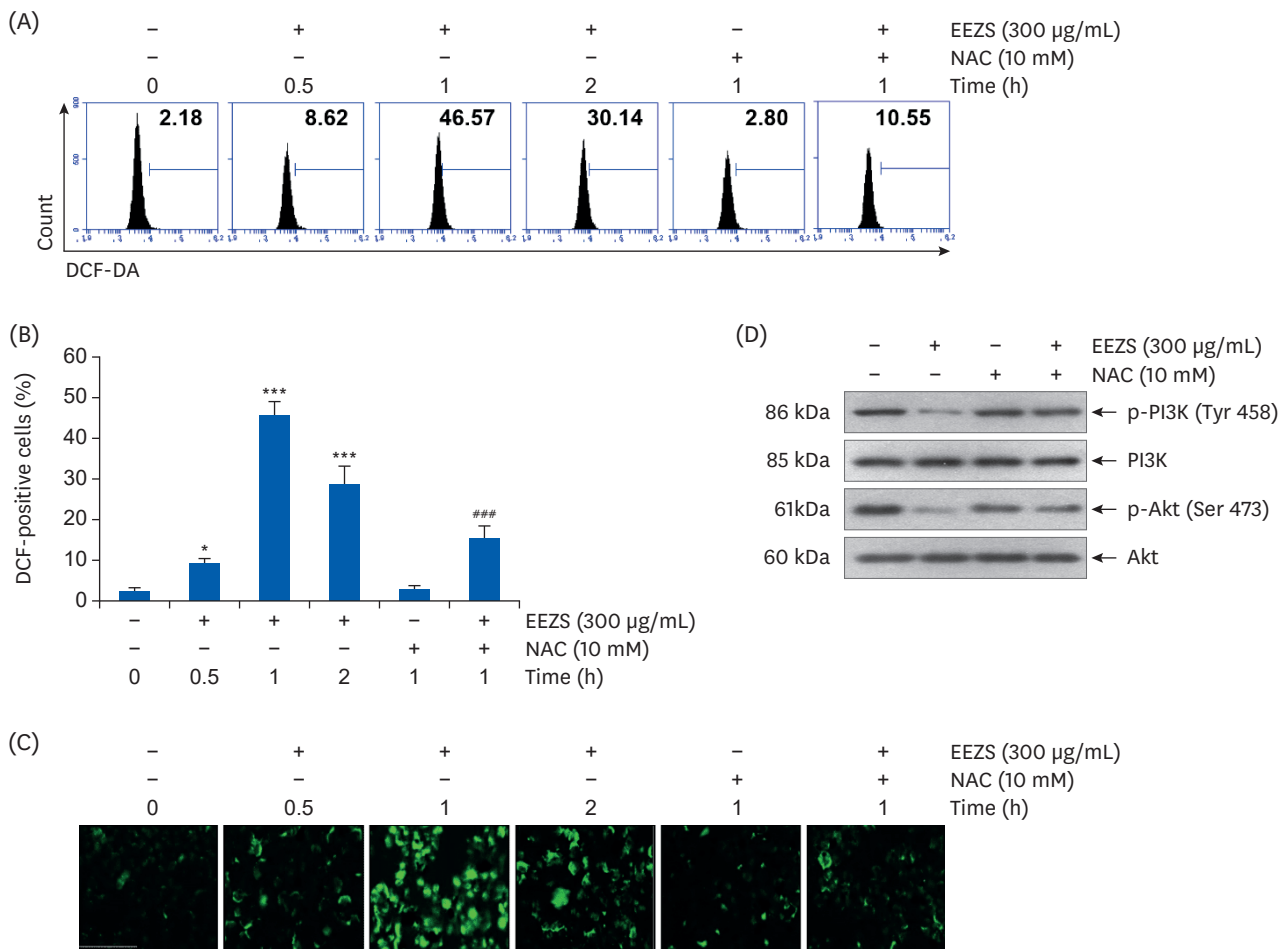 (A)
– + + + – + EEZS (300 µg/mL)
– – – – + + NAC (10 mM)
0 0.5 1 2 1 1 Time (h)
2.18 8.62 46.57 30.14 2.80 10.55
Count
DCF-DA
(B)
DCF-positive cells (%)
60
50
40
30
20
10
0
* *** *** ###
– + + + – + EEZS (300 µg/mL)
– – – – + + NAC (10 mM)
0 0.5 1 2 1 1 Time (h)
(D)
– + – + EEZS (300 µg/mL)
– – + + NAC (10 mM)
86 kDa ← p-PI3K (Tyr 458)
85 kDa ← PI3K
61kDa ← p-Akt (Ser 473)
60 kDa ← Akt
(C)
– + + + – + EEZS (300 µg/mL)
– – – – + + NAC (10 mM)
0 0.5 1 2 1 1 Time (h)